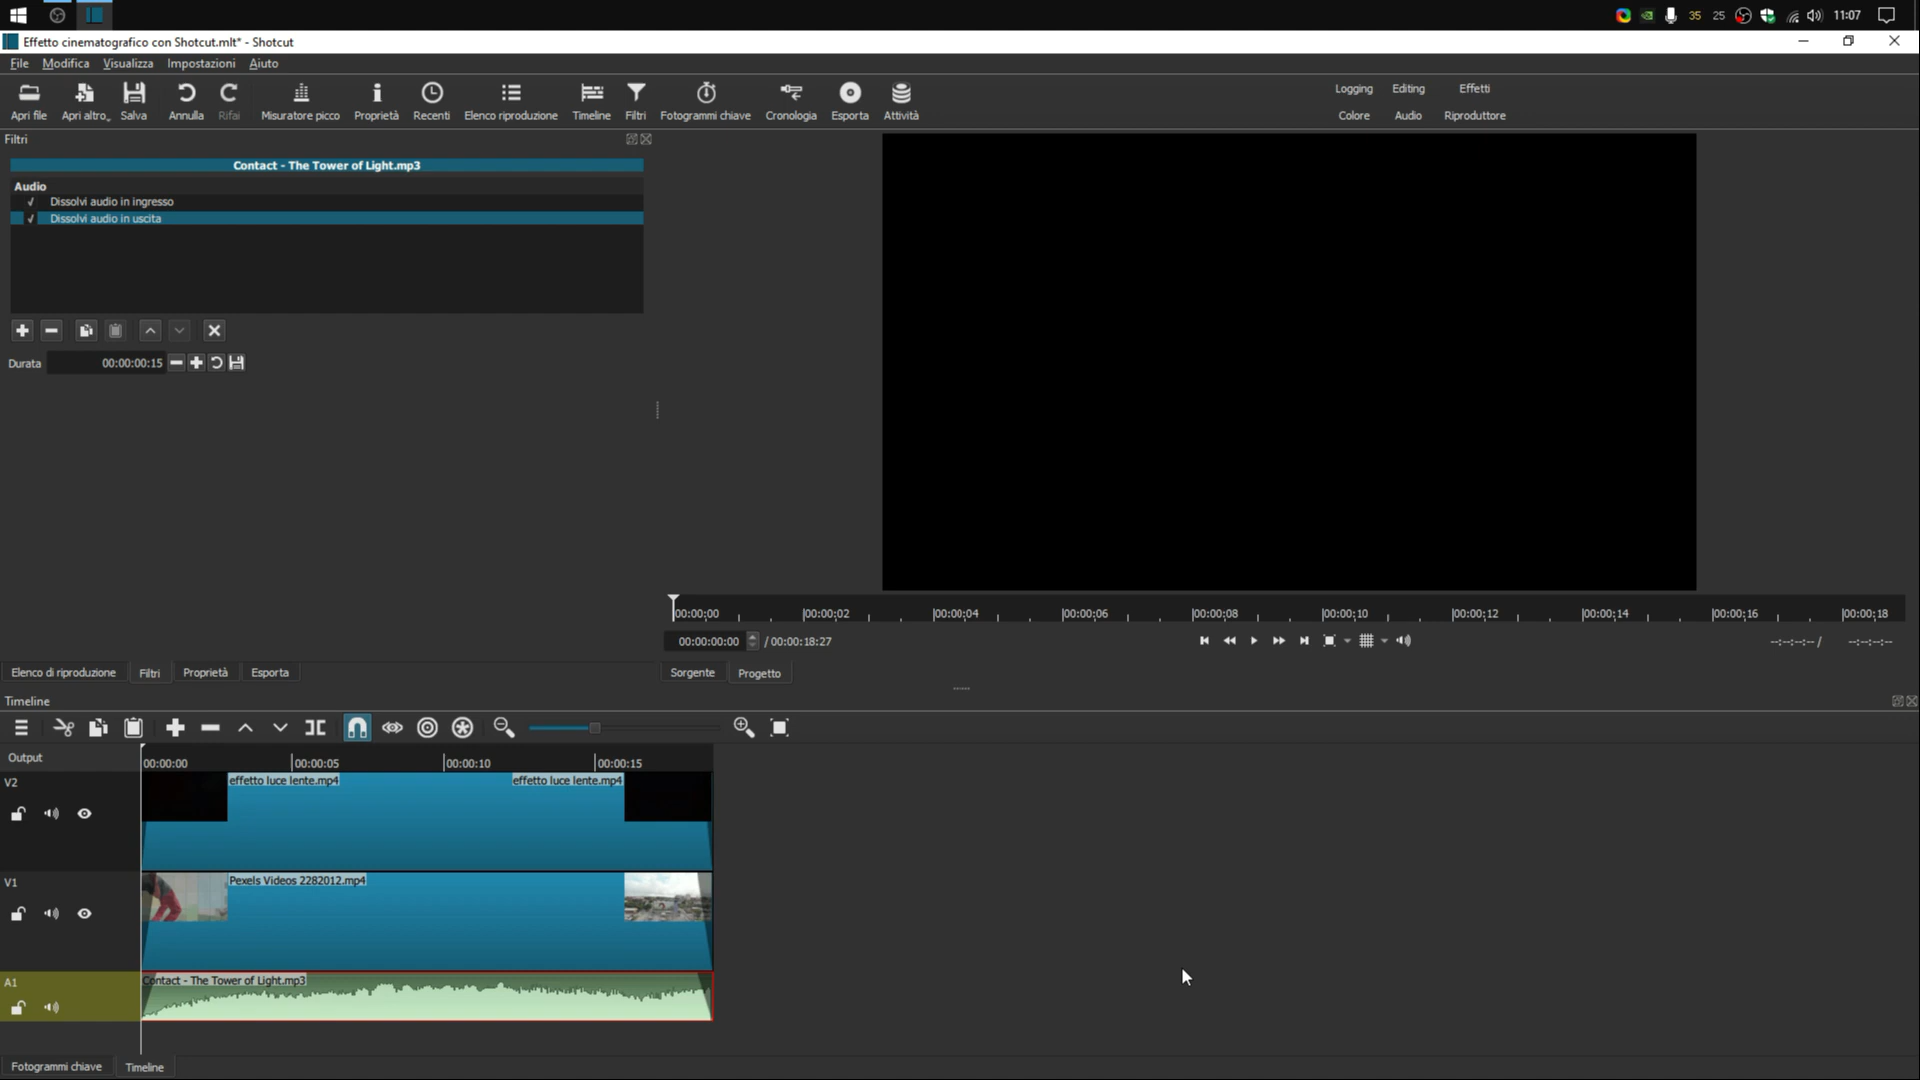 35 25 11:07
Effetto cinematografico con Shotcut.mlt* - Shotcut
File Modifica Visualizza Impostazioni Aiuto
Apri file Apri altro Salva Annulla Rifai Misuratore picco Proprietà Recenti Elenco riproduzione Timeline Filtri Fotogrammi chiave Cronologia Esporta Attività
Logging Editing Effetti
Colore Audio Riproduttore
Filtri
Contact - The Tower of Light.mp3
Audio
Dissolvi audio in ingresso
Dissolvi audio in uscita
Durata 00:00:00:15
00:00:00 00:00:02 00:00:04 00:00:06 00:00:08 00:00:10 00:00:12 00:00:14 00:00:16 00:00:18
00:00:00:00 / 00:00:18:27 --:--:--:-- / --:--:--:--
Elenco di riproduzione Filtri Proprietà Esporta
Sorgente Progetto
Timeline
Output
00:00:00 00:00:05 00:00:10 00:00:15
V2
effetto luce lente.mp4 effetto luce lente.mp4
V1
Pexels Videos 2282012.mp4
A1
Contact - The Tower of Light.mp3
Fotogrammi chiave Timeline